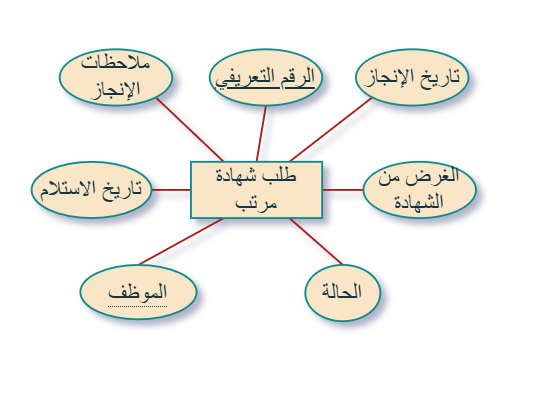 ملاحظات
الإنجاز
الرقم التعريفي
تاريخ الإنجاز
طلب شهادة
مرتب
الغرض من
الشهادة
تاريخ الاستلام
الموظف
الحالة